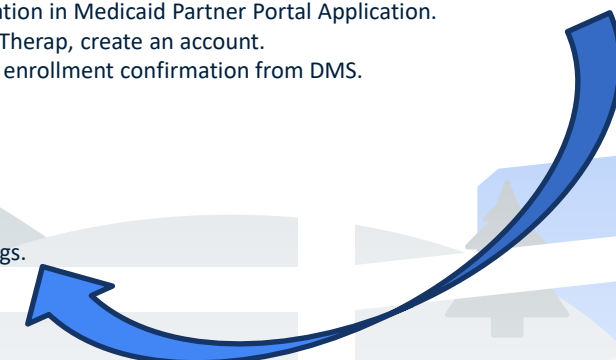 ation in Medicaid Partner Portal Application.
Therap, create an account.
enrollment confirmation from DMS.
gs.